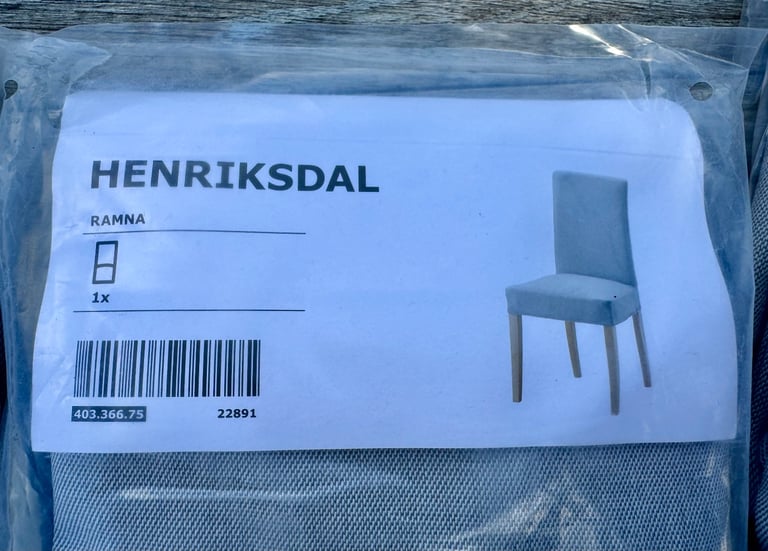 HENRIKSDAL
RAMNA
1x
403.366.75 22891